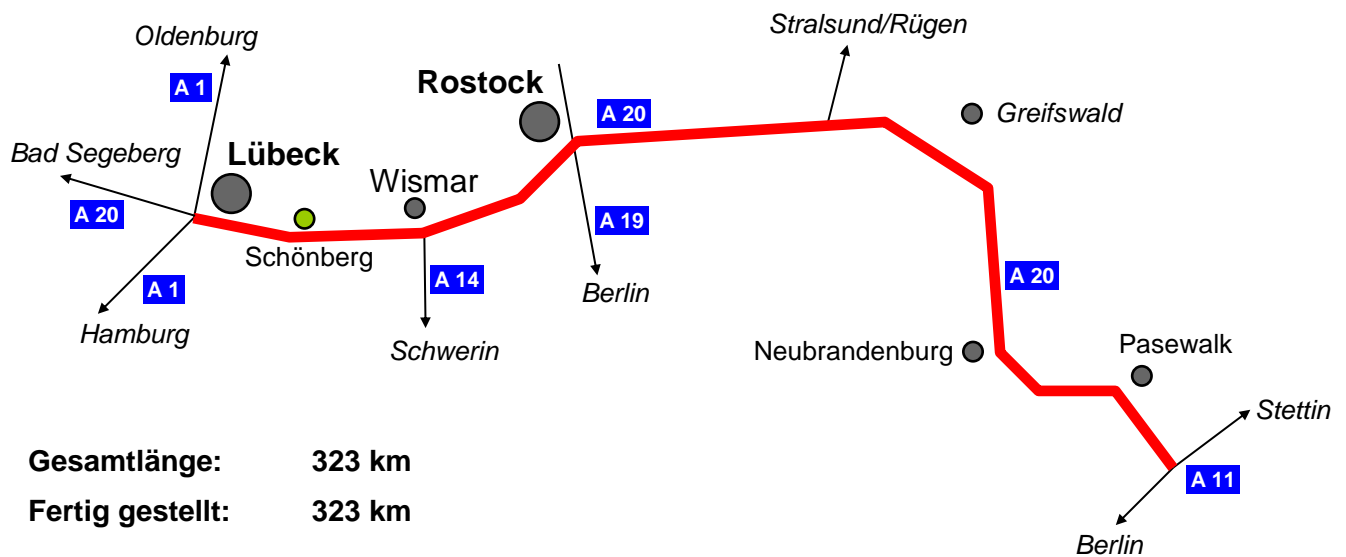 Stralsund/Rügen
Oldenburg
A 1
Rostock
A 20
Greifswald
Bad Segeberg
Lübeck
Wismar
A 20
A 19
Schönberg
A 14
A 20
A 1
Berlin
Hamburg
Schwerin
Neubrandenburg
Pasewalk
Stettin
Gesamtlänge: 323 km
A 11
Fertig gestellt: 323 km
Berlin